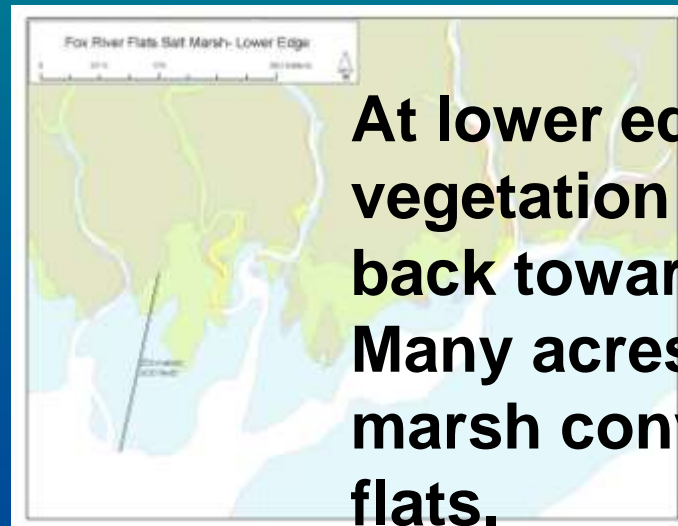 Fox River Flats Salt Marsh- Lower Edge
At lower ed
vegetation
back towar
Many acres
marsh conv
flats.